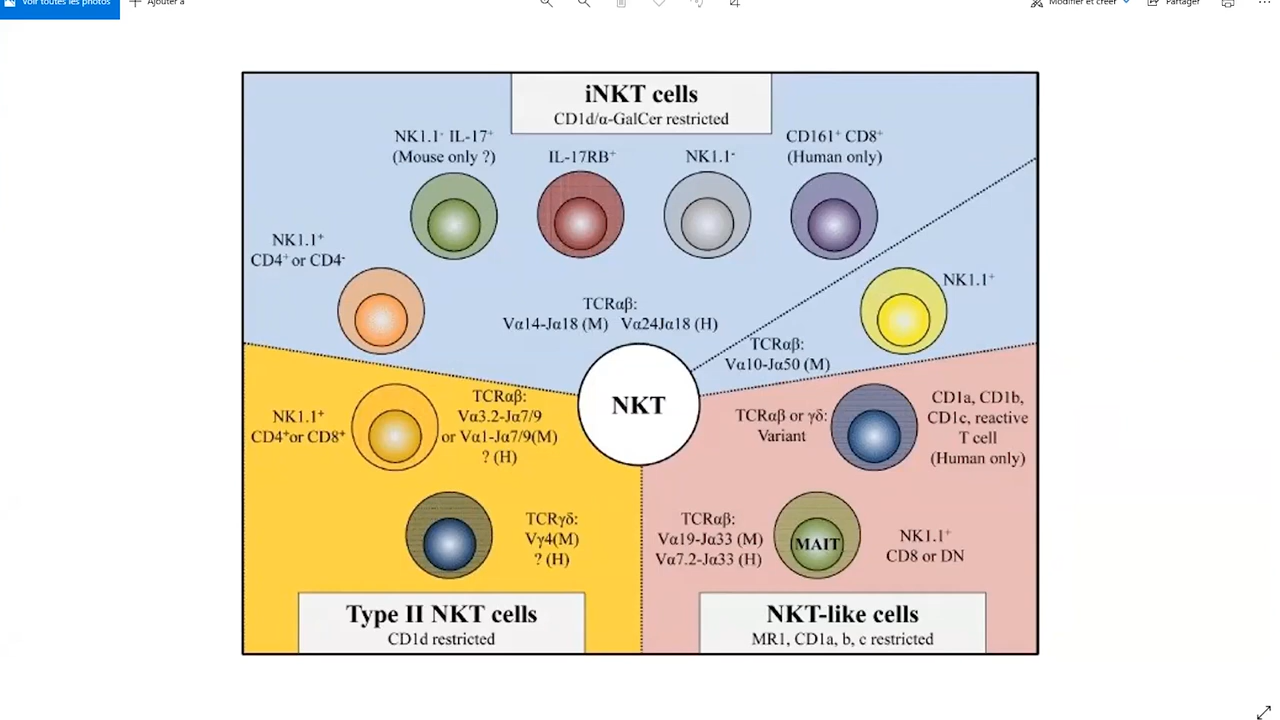 Voir toutes les photos
Ajouter à
Modifier et créer
Partager
iNKT cells
CD1d/α-GalCer restricted
NK1.1⁻ IL-17⁺
(Mouse only ?)
IL-17RB⁺
NK1.1⁻
CD161⁺ CD8⁺
(Human only)
NK1.1⁺
CD4⁺ or CD4⁻
NK1.1⁺
TCRαβ:
Vα14-Jα18 (M) Vα24Jα18 (H)
TCRαβ:
Vα10-Jα50 (M)
NKT
NK1.1⁺
CD4⁺or CD8⁺
TCRαβ:
Vα3.2-Jα7/9
or Vα1-Jα7/9(M)
? (H)
TCRγδ:
Vγ4(M)
? (H)
Type II NKT cells
CD1d restricted
TCRαβ or γδ:
Variant
CD1a, CD1b,
CD1c, reactive
T cell
(Human only)
TCRαβ:
Vα19-Jα33 (M)
Vα7.2-Jα33 (H)
MAIT
NK1.1⁺
CD8 or DN
NKT-like cells
MR1, CD1a, b, c restricted